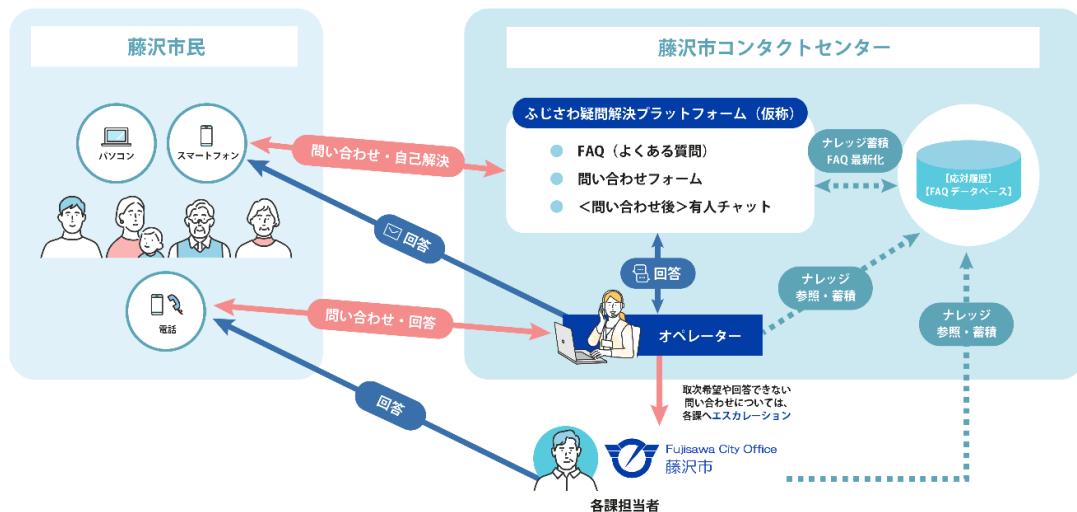 藤沢市民
藤沢市コンタクトセンター
パソコン
スマートフォン
問い合わせ・自己解決
ふじさわ疑問解決プラットフォーム（仮称）
FAQ（よくある質問）
問い合わせフォーム
＜問い合わせ後＞有人チャット
ナレッジ蓄積
FAQ 最新化
【応対履歴】
【FAQ データベース】
回答
回答
ナレッジ
参照・蓄積
ナレッジ
参照・蓄積
電話
問い合わせ・回答
オペレーター
回答
取次希望や回答できない
問い合わせについては、
各課へエスカレーション
Fujisawa City Office
藤沢市
各課担当者